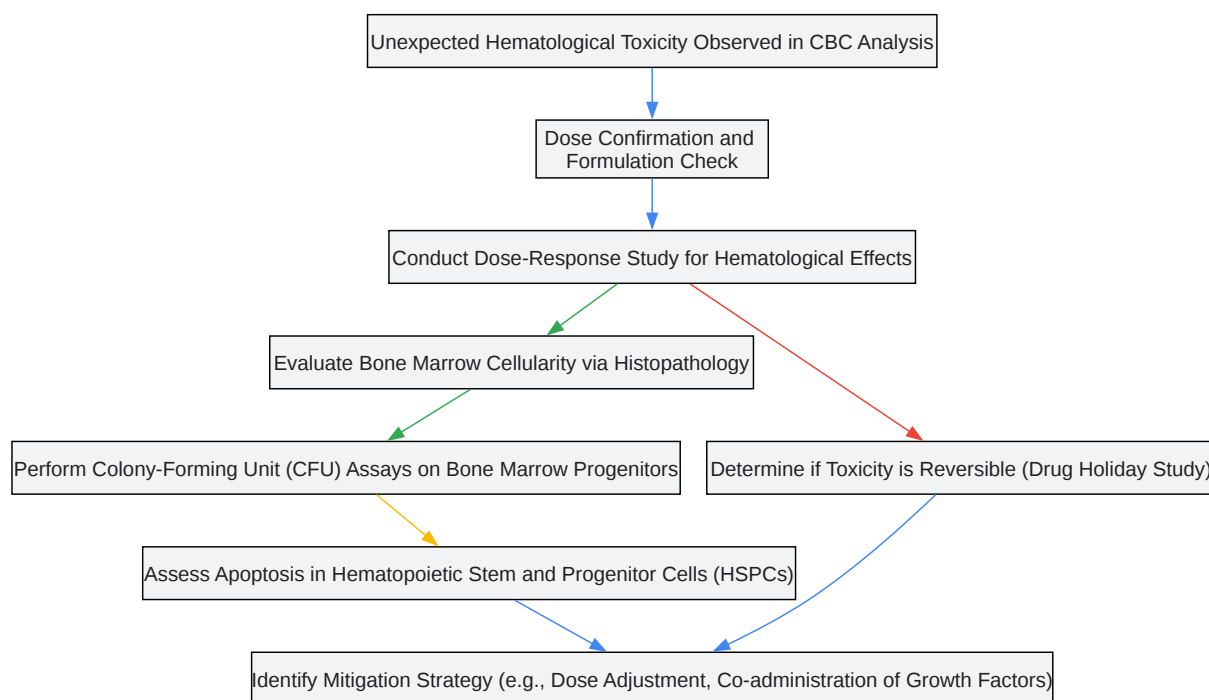 Unexpected Hematological Toxicity Observed in CBC Analysis
Dose Confirmation and
Formulation Check
Conduct Dose-Response Study for Hematological Effects
Evaluate Bone Marrow Cellularity via Histopathology
Perform Colony-Forming Unit (CFU) Assays on Bone Marrow Progenitors
Determine if Toxicity is Reversible (Drug Holiday Study)
Assess Apoptosis in Hematopoietic Stem and Progenitor Cells (HSPCs)
Identify Mitigation Strategy (e.g., Dose Adjustment, Co-administration of Growth Factors)